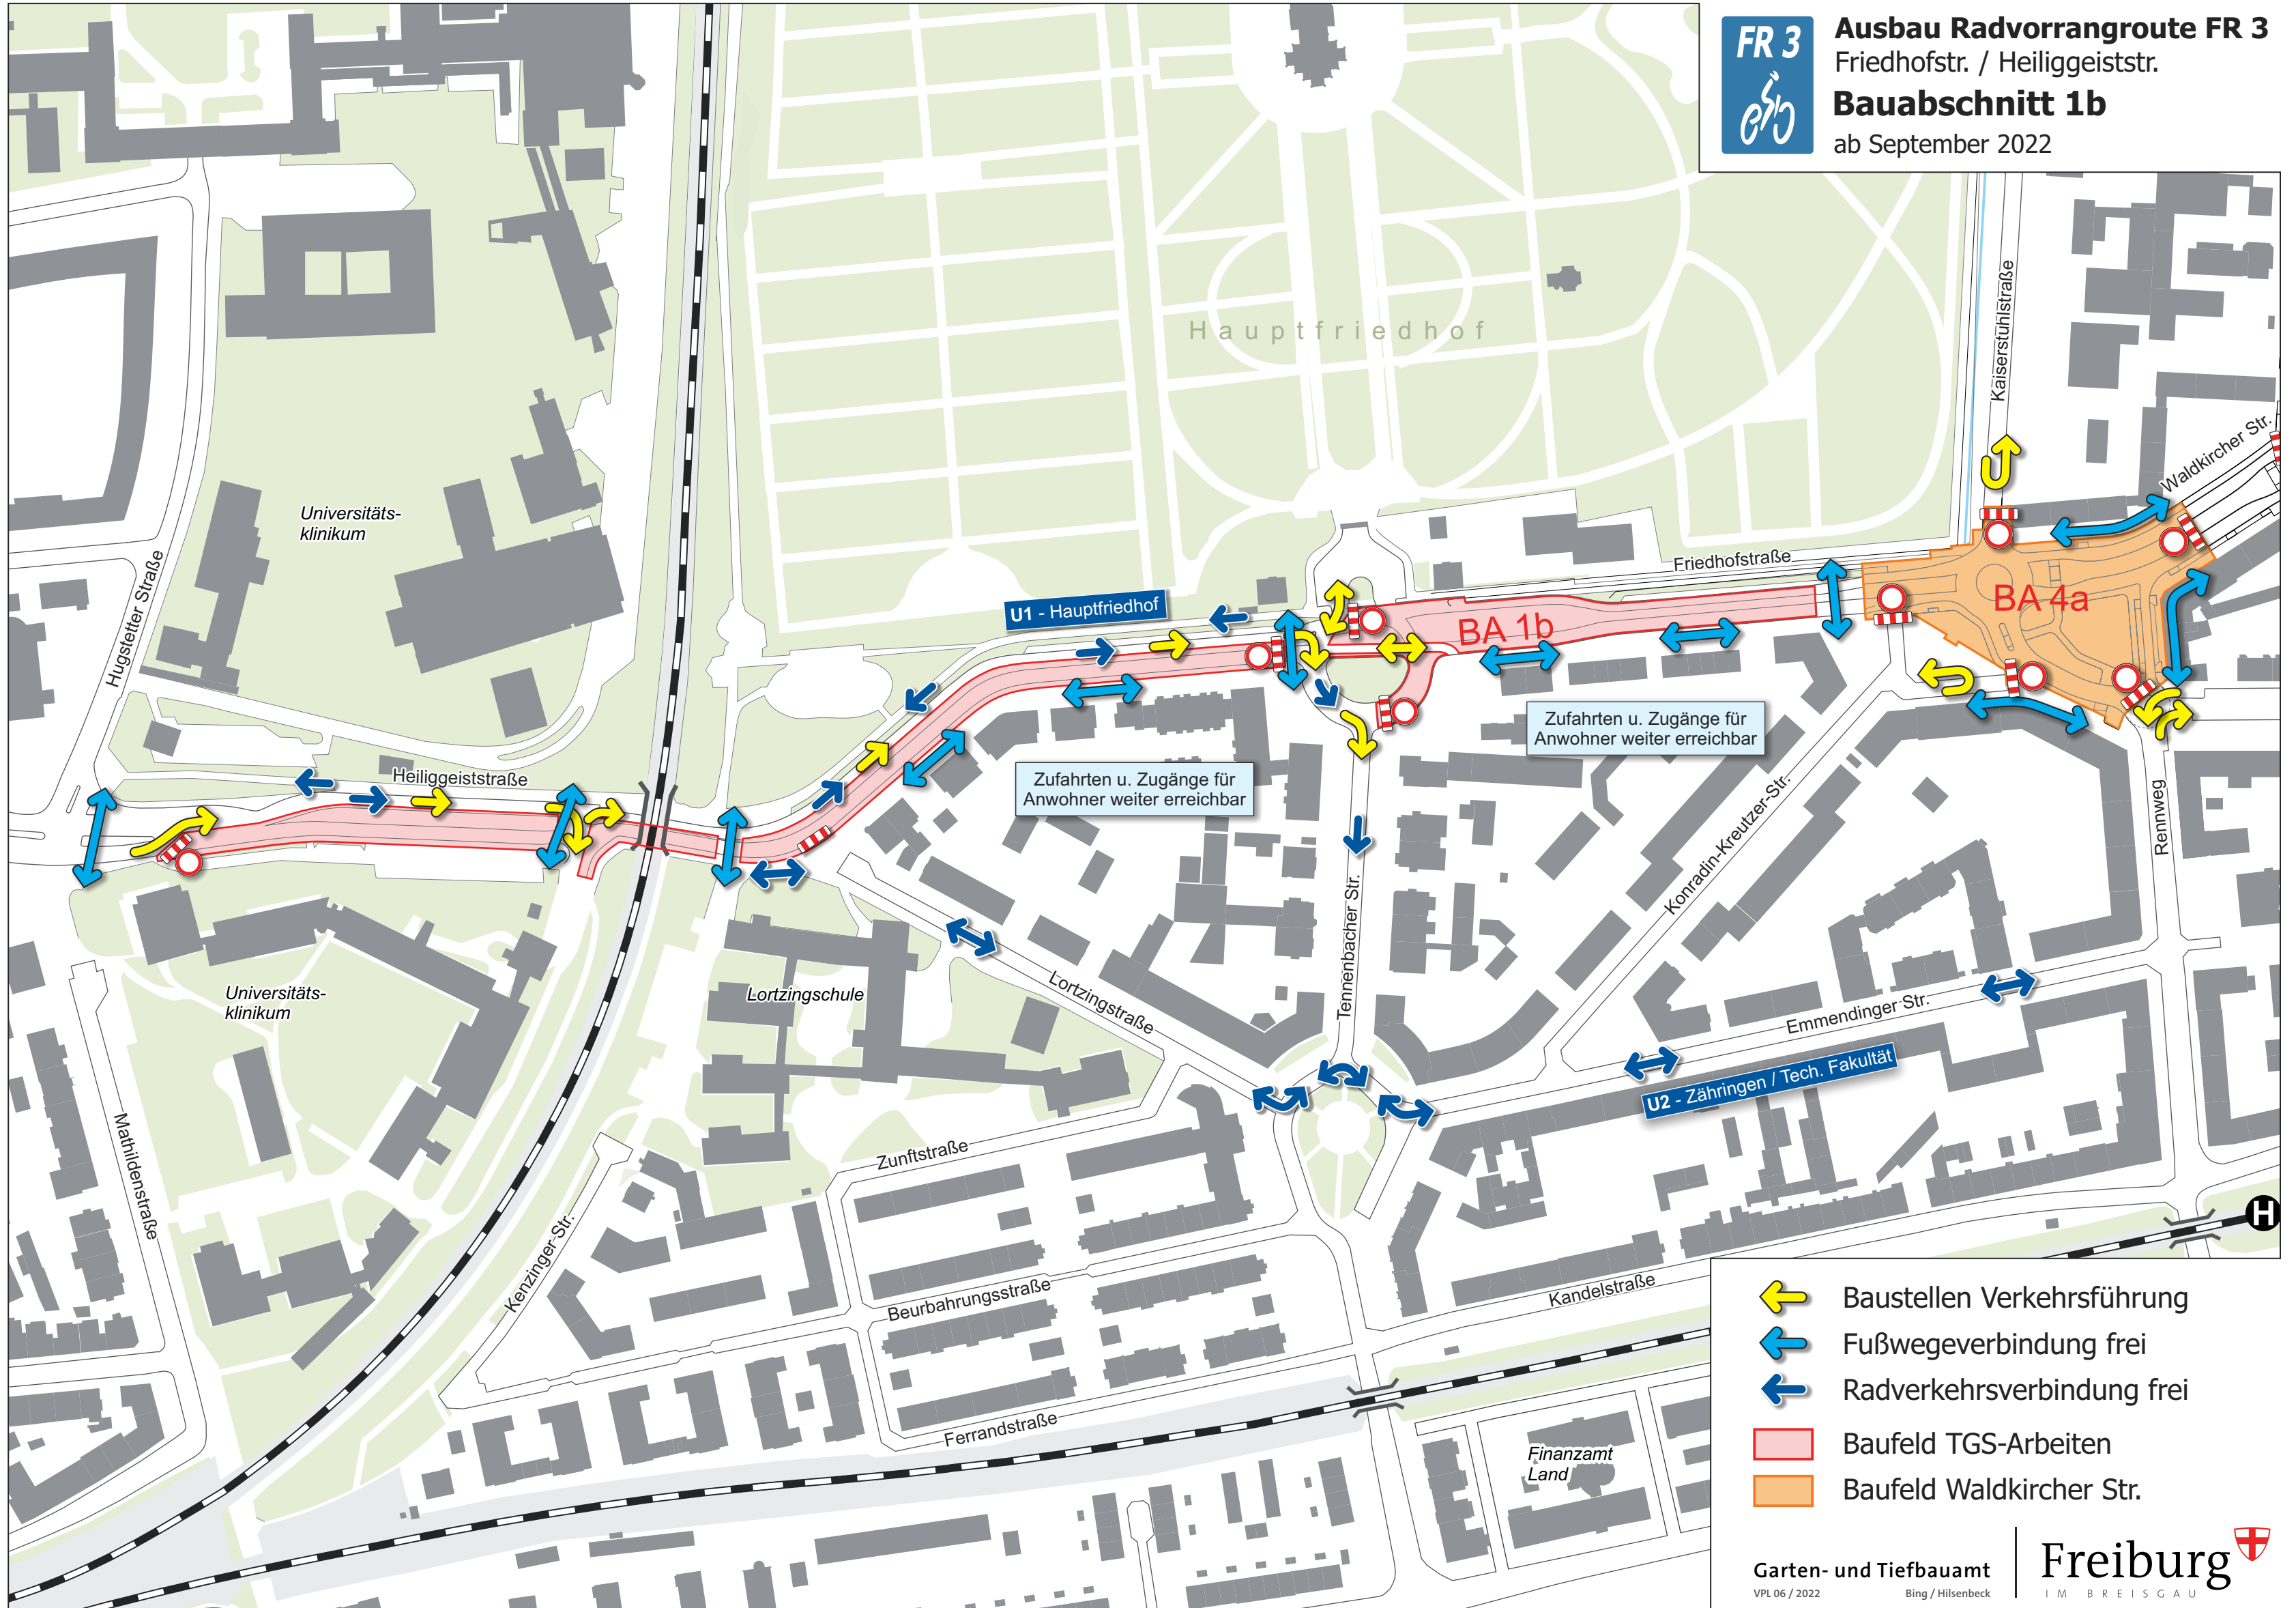 FR 3
Ausbau Radvorrangroute FR 3
Friedhofstr. / Heiliggeiststr.
Bauabschnitt 1b
ab September 2022
Hauptfriedhof
Kaiserstuhlstraße
Waldkircher Str.
Universitäts-
klinikum
Hugstetter Straße
Friedhofstraße
U1 - Hauptfriedhof
BA 1b
BA 4a
Zufahrten u. Zugänge für
Anwohner weiter erreichbar
Zufahrten u. Zugänge für
Anwohner weiter erreichbar
Heiliggeiststraße
Konradin-Kreutzer-Str.
Rennweg
Tennenbacher Str.
Universitäts-
klinikum
Lortzingschule
Lortzingstraße
Emmendinger Str.
U2 - Zähringen / Tech. Fakultät
Mathildenstraße
Zunftstraße
Kenzinger Str.
Beurbahrungsstraße
Kandelstraße
Ferrandstraße
Finanzamt
Land
H
Baustellen Verkehrsführung
Fußwegeverbindung frei
Radverkehrsverbindung frei
Baufeld TGS-Arbeiten
Baufeld Waldkircher Str.
Garten- und Tiefbauamt
VPL 06 / 2022 Bing / Hilsenbeck
Freiburg
IM BREISGAU